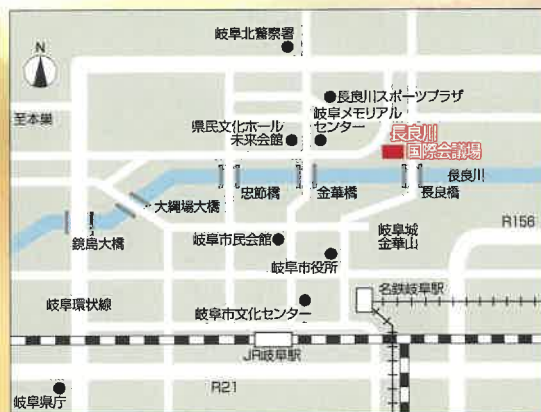 岐阜北警察署
N
長良川スポーツプラザ
至本巣
岐阜メモリアル
センター
県民文化ホール
未来会館
長良川
国際会議場
長良川
忠節橋
金華橋
長良橋
大縄場大橋
鏡島大橋
岐阜市民会館
岐阜城
金華山
R156
岐阜市役所
名鉄岐阜駅
岐阜環状線
岐阜市文化センター
JR岐阜駅
R21
岐阜県庁